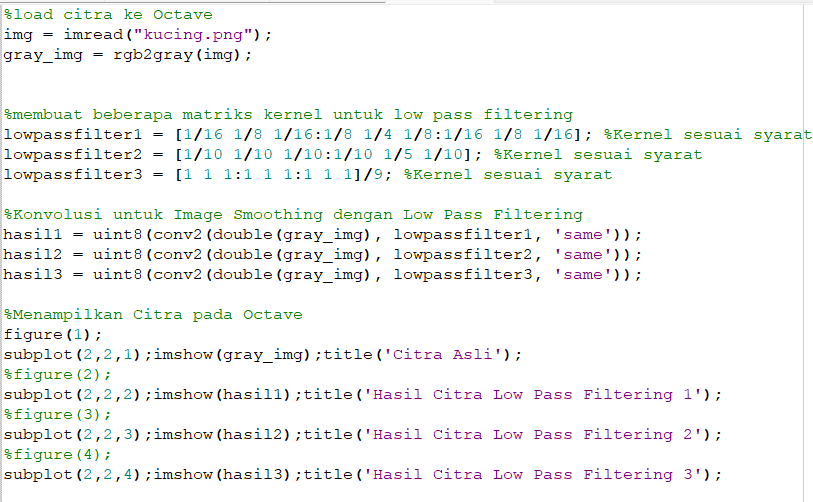 %load citra ke Octave
img = imread("kucing.png");
gray_img = rgb2gray(img);
%membuat beberapa matriks kernel untuk low pass filtering
lowpassfilter1 = [1/16 1/8 1/16:1/8 1/4 1/8:1/16 1/8 1/16]; %Kernel sesuai syarat
lowpassfilter2 = [1/10 1/10 1/10:1/10 1/5 1/10]; %Kernel sesuai syarat
lowpassfilter3 = [1 1 1:1 1 1:1 1 1]/9; %Kernel sesuai syarat
%Konvolusi untuk Image Smoothing dengan Low Pass Filtering
hasil1 = uint8(conv2(double(gray_img), lowpassfilter1, 'same'));
hasil2 = uint8(conv2(double(gray_img), lowpassfilter2, 'same'));
hasil3 = uint8(conv2(double(gray_img), lowpassfilter3, 'same'));
%Menampilkan Citra pada Octave
figure(1);
subplot(2,2,1);imshow(gray_img);title('Citra Asli');
%figure(2);
subplot(2,2,2);imshow(hasil1);title('Hasil Citra Low Pass Filtering 1');
%figure(3);
subplot(2,2,3);imshow(hasil2);title('Hasil Citra Low Pass Filtering 2');
%figure(4);
subplot(2,2,4);imshow(hasil3);title('Hasil Citra Low Pass Filtering 3');